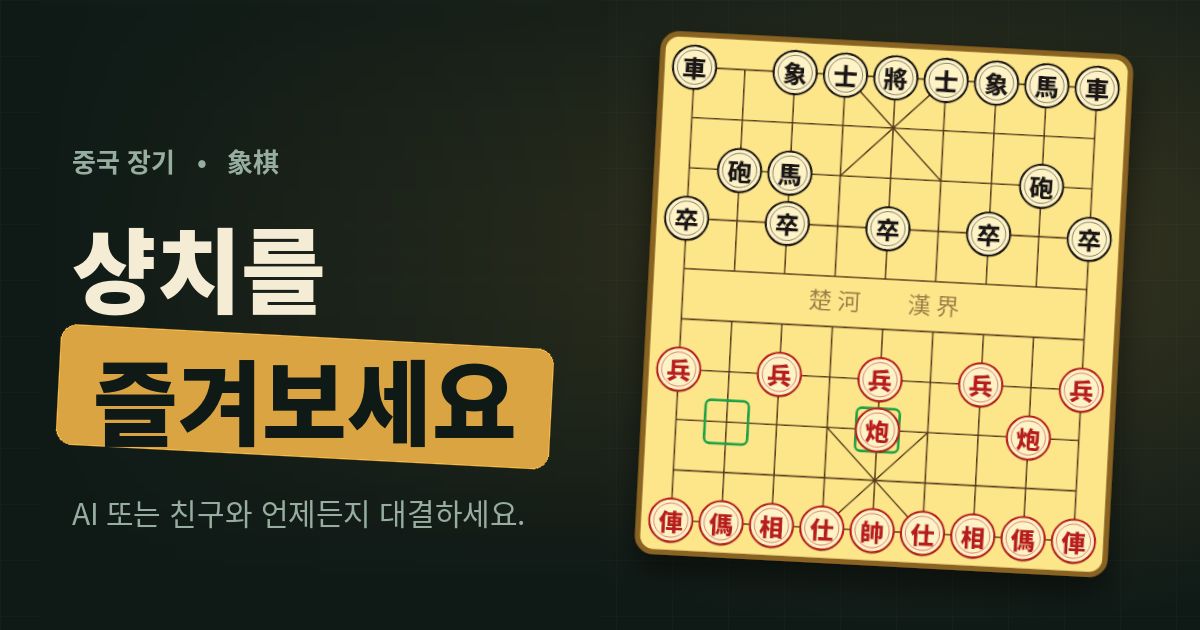 중국 장기 • 象棋
샹치를
즐겨보세요
AI 또는 친구와 언제든지 대결하세요.
車 象 士 將 士 象 馬 車
砲 馬 砲
卒 卒 卒 卒 卒
楚河 漢界
兵 兵 兵 兵 兵
炮 炮
俥 傌 相 仕 帥 仕 相 傌 俥